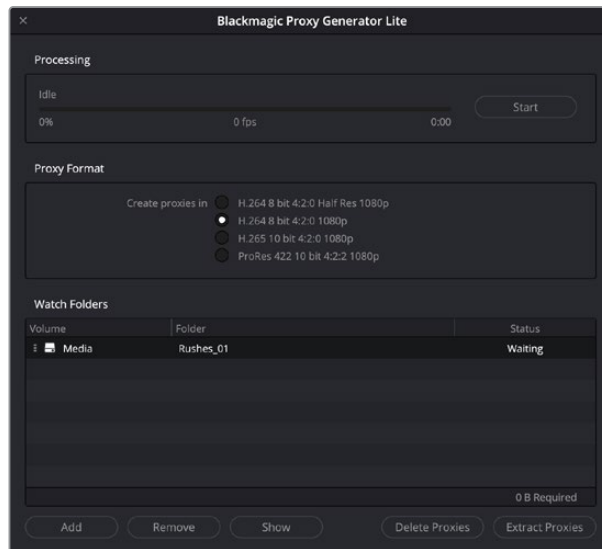 Blackmagic Proxy Generator Lite
Processing
Idle
0% 0 fps 0:00
Start
Proxy Format
Create proxies in H.264 8 bit 4:2:0 Half Res 1080p
H.264 8 bit 4:2:0 1080p
H.265 10 bit 4:2:0 1080p
ProRes 422 10 bit 4:2:2 1080p
Watch Folders
Volume Folder Status
Media Rushes_01 Waiting
0 B Required
Add Remove Show Delete Proxies Extract Proxies